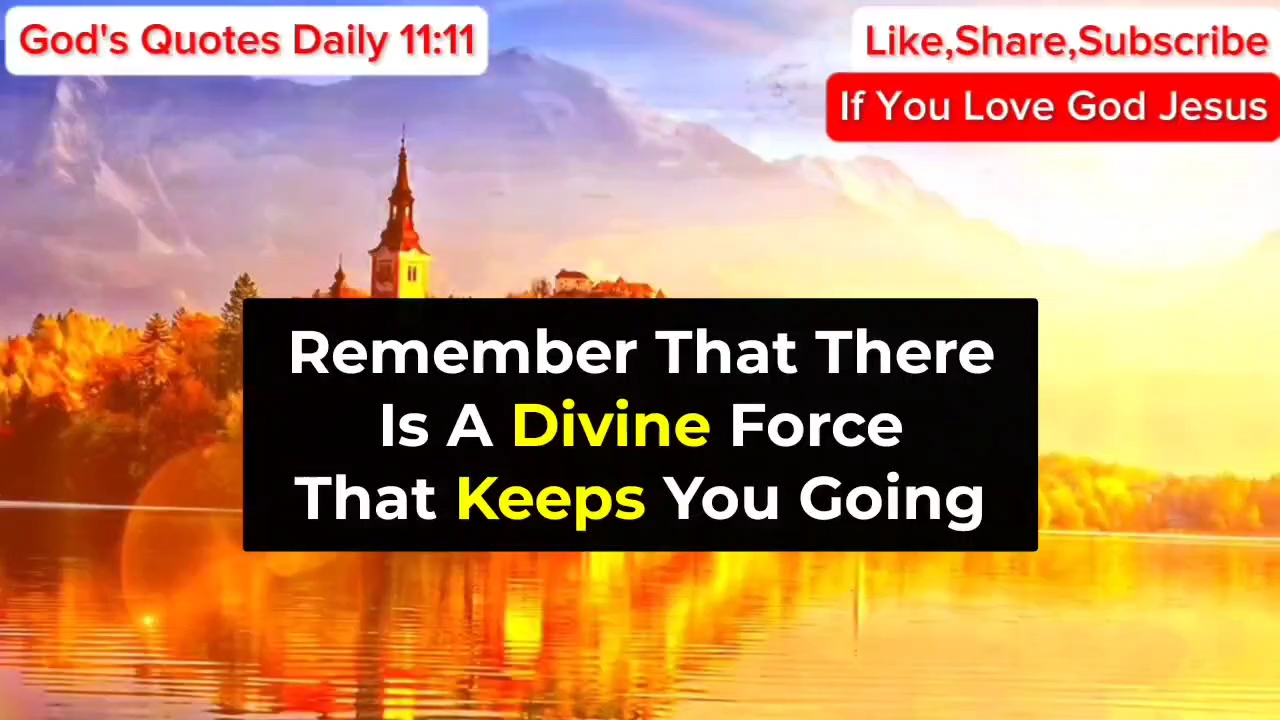 God's Quotes Daily 11:11
Like,Share,Subscribe
If You Love God Jesus
Remember That There
Is A Divine Force
That Keeps You Going